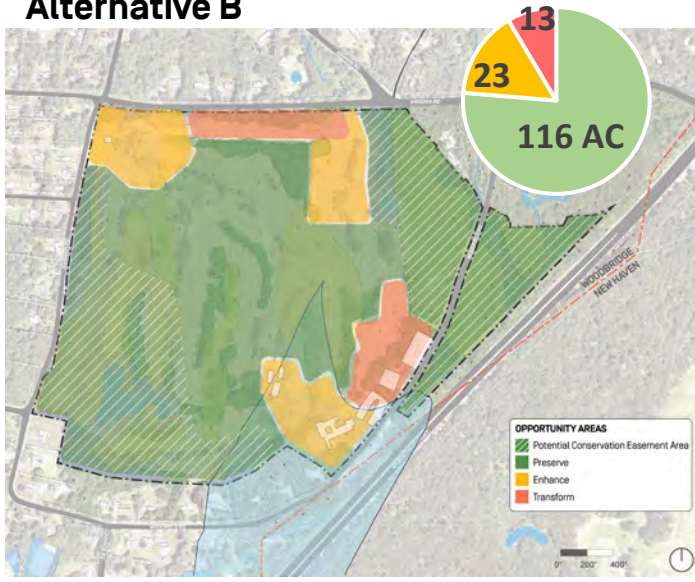 Alternative B
13
23
116 AC
WOODBRIDGE
NEW HAVEN
OPPORTUNITY AREAS
Potential Conservation Easement Area
Preserve
Enhance
Transform
0" 200' 400'